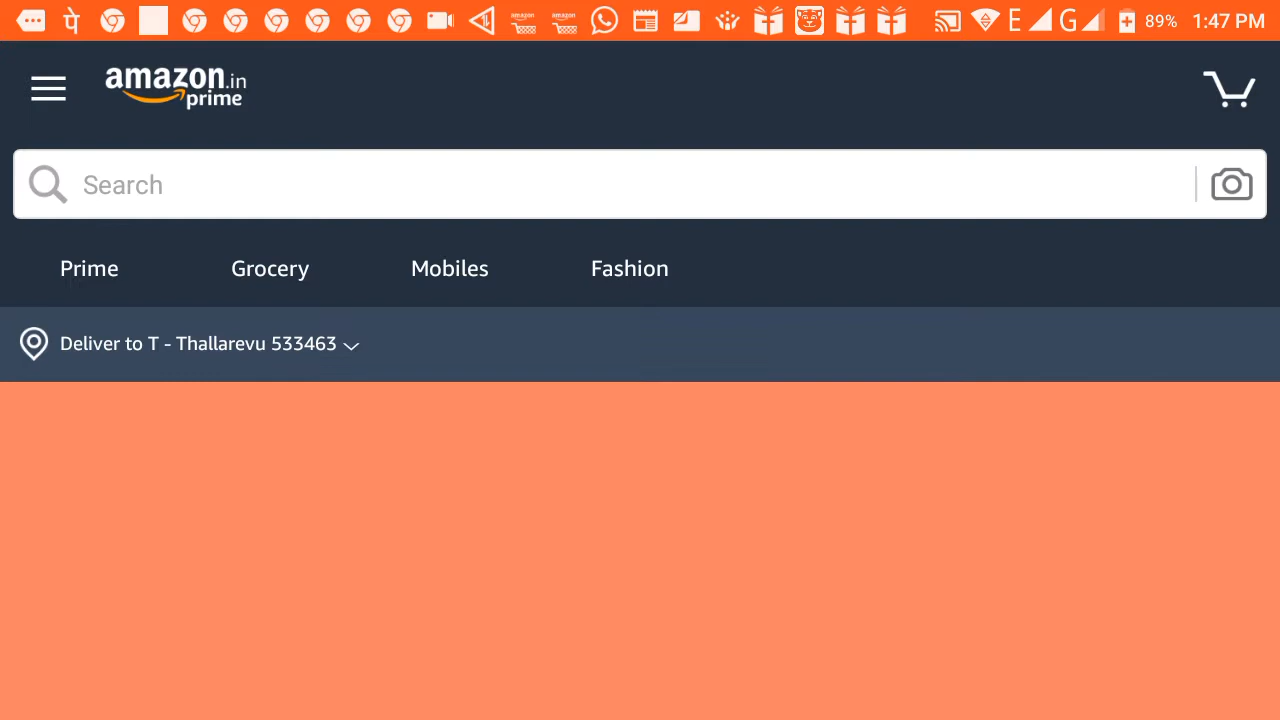 पे E G 89% 1:47 PM
amazon.in
prime
Search
Prime Grocery Mobiles Fashion
Deliver to T - Thallarevu 533463